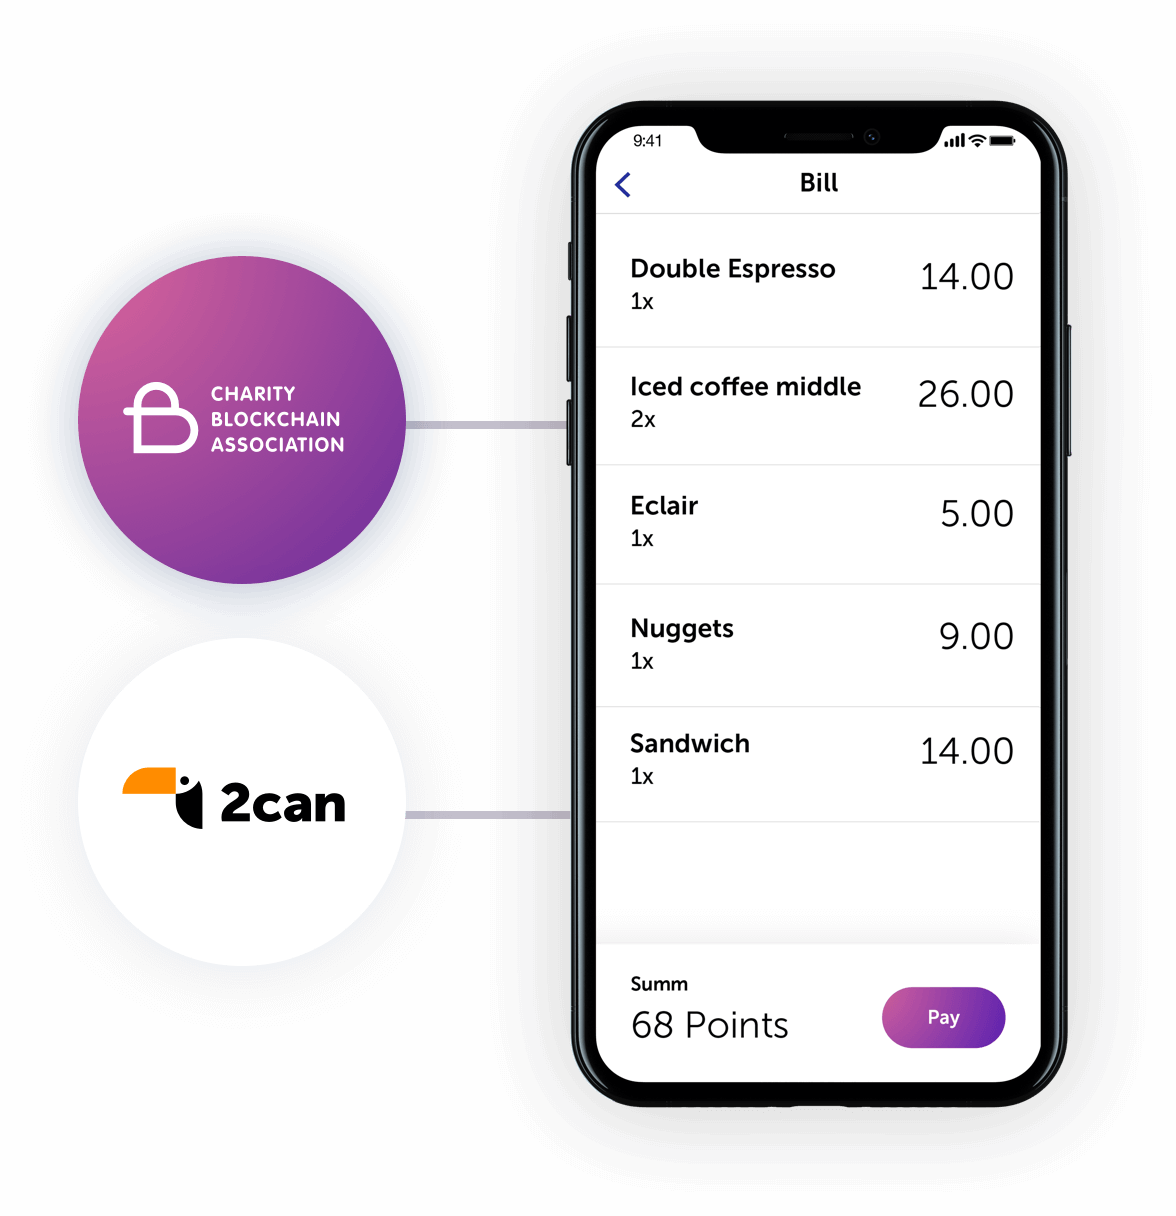 9:41
Bill
Double Espresso 14.00
1x
Iced coffee middle 26.00
2x
Eclair 5.00
1x
Nuggets 9.00
1x
Sandwich 14.00
1x
Summ
68 Points
Pay
CHARITY
BLOCKCHAIN
ASSOCIATION
2can